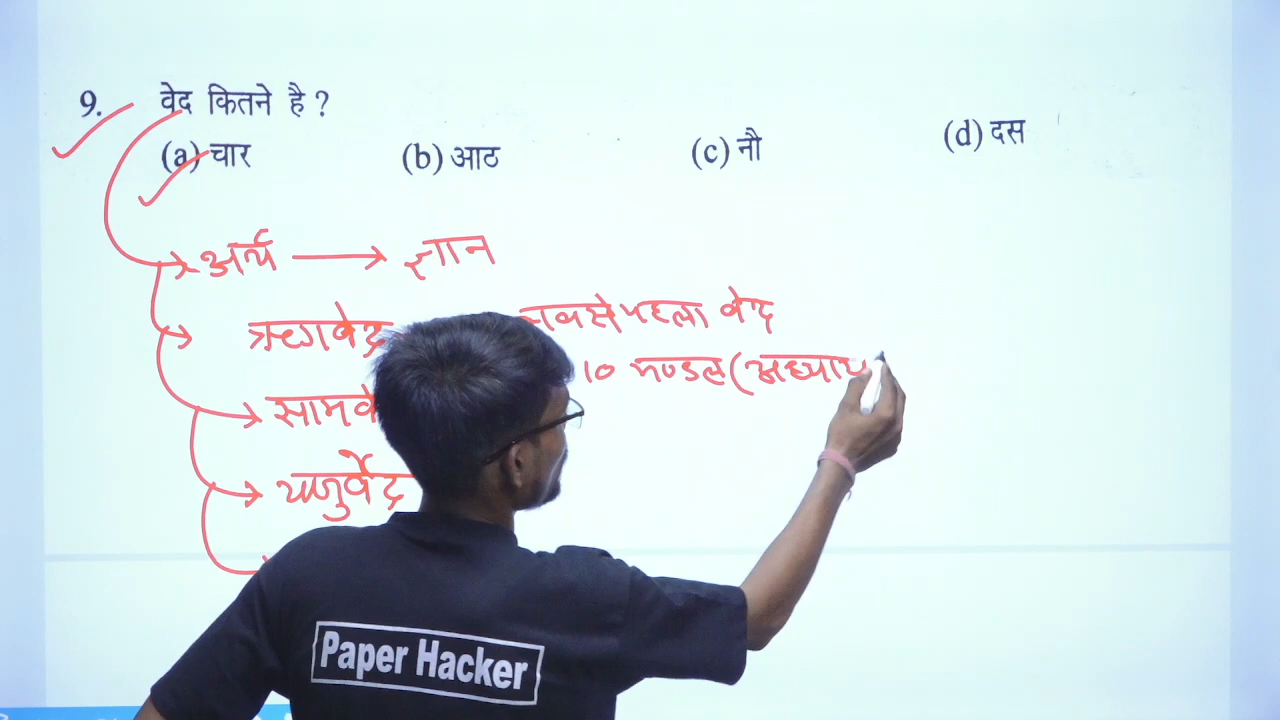 9. वेद कितने है ?
(a) चार (b) आठ (c) नौ (d) दस
अर्थ → ज्ञान
ऋग्वेद सबसे पहला वेद
10 मण्डल (अध्याय
सामवे
यजुर्वेद
Paper Hacker